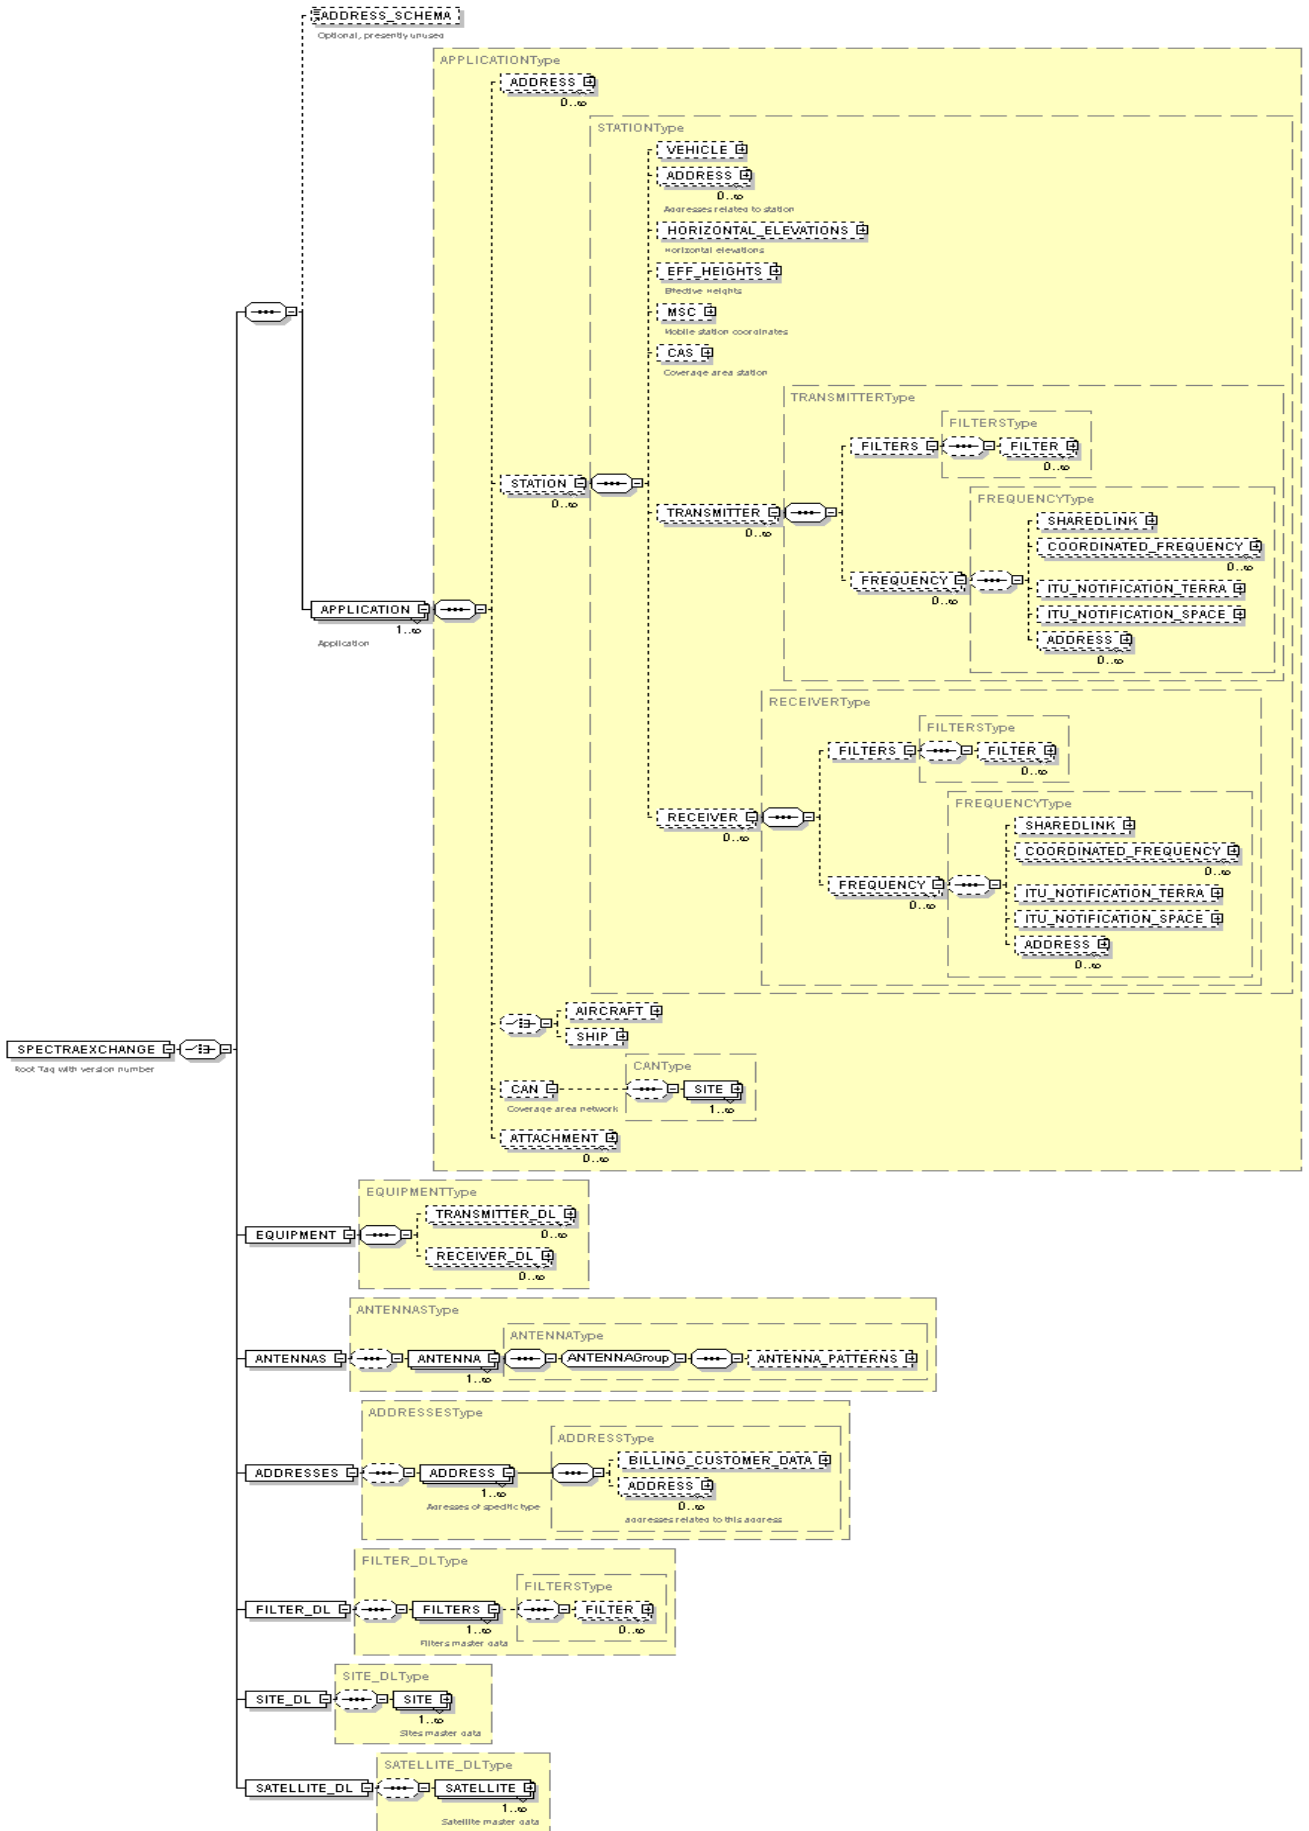 ADDRESS_SCHEMA
Optional, presently unused
APPLICATIONType
ADDRESS
0..∞
STATIONType
VEHICLE
ADDRESS
0..∞
Addresses related to station
HORIZONTAL_ELEVATIONS
Horizontal elevations
EFF_HEIGHTS
Effective Heights
MSC
Mobile station coordinates
CAS
Coverage area station
TRANSMITTERType
FILTERSType
FILTERS
FILTER
0..∞
STATION
0..∞
FREQUENCYType
TRANSMITTER
0..∞
SHAREDLINK
COORDINATED_FREQUENCY
0..∞
FREQUENCY
0..∞
ITU_NOTIFICATION_TERRA
ITU_NOTIFICATION_SPACE
APPLICATION
1..∞
Application
ADDRESS
0..∞
RECEIVERType
FILTERSType
FILTERS
FILTER
0..∞
FREQUENCYType
RECEIVER
0..∞
SHAREDLINK
COORDINATED_FREQUENCY
0..∞
FREQUENCY
0..∞
ITU_NOTIFICATION_TERRA
ITU_NOTIFICATION_SPACE
ADDRESS
0..∞
AIRCRAFT
SHIP
SPECTRAEXCHANGE
Root Tag with version number
CANType
CAN
SITE
1..∞
Coverage area network
ATTACHMENT
0..∞
EQUIPMENTType
TRANSMITTER_DL
0..∞
EQUIPMENT
RECEIVER_DL
0..∞
ANTENNASType
ANTENNAType
ANTENNAS
ANTENNA
1..∞
ANTENNAGroup
ANTENNA_PATTERNS
ADDRESSESType
ADDRESSType
BILLING_CUSTOMER_DATA
ADDRESSES
ADDRESS
1..∞
Adresses of specific type
ADDRESS
0..∞
addresses related to this address
FILTER_DLType
FILTERSType
FILTER_DL
FILTERS
1..∞
Filters master data
FILTER
0..∞
SITE_DLType
SITE_DL
SITE
1..∞
Sites master data
SATELLITE_DLType
SATELLITE_DL
SATELLITE
1..∞
Satellite master data